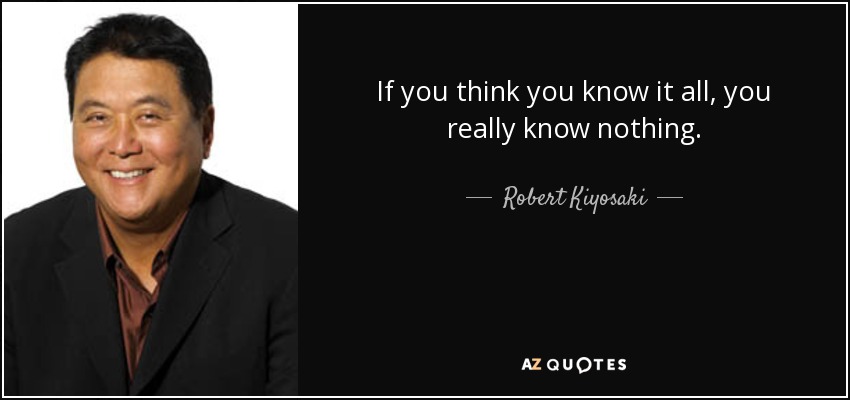 If you think you know it all, you
really know nothing.
Robert Kiyosaki
AZ QUOTES